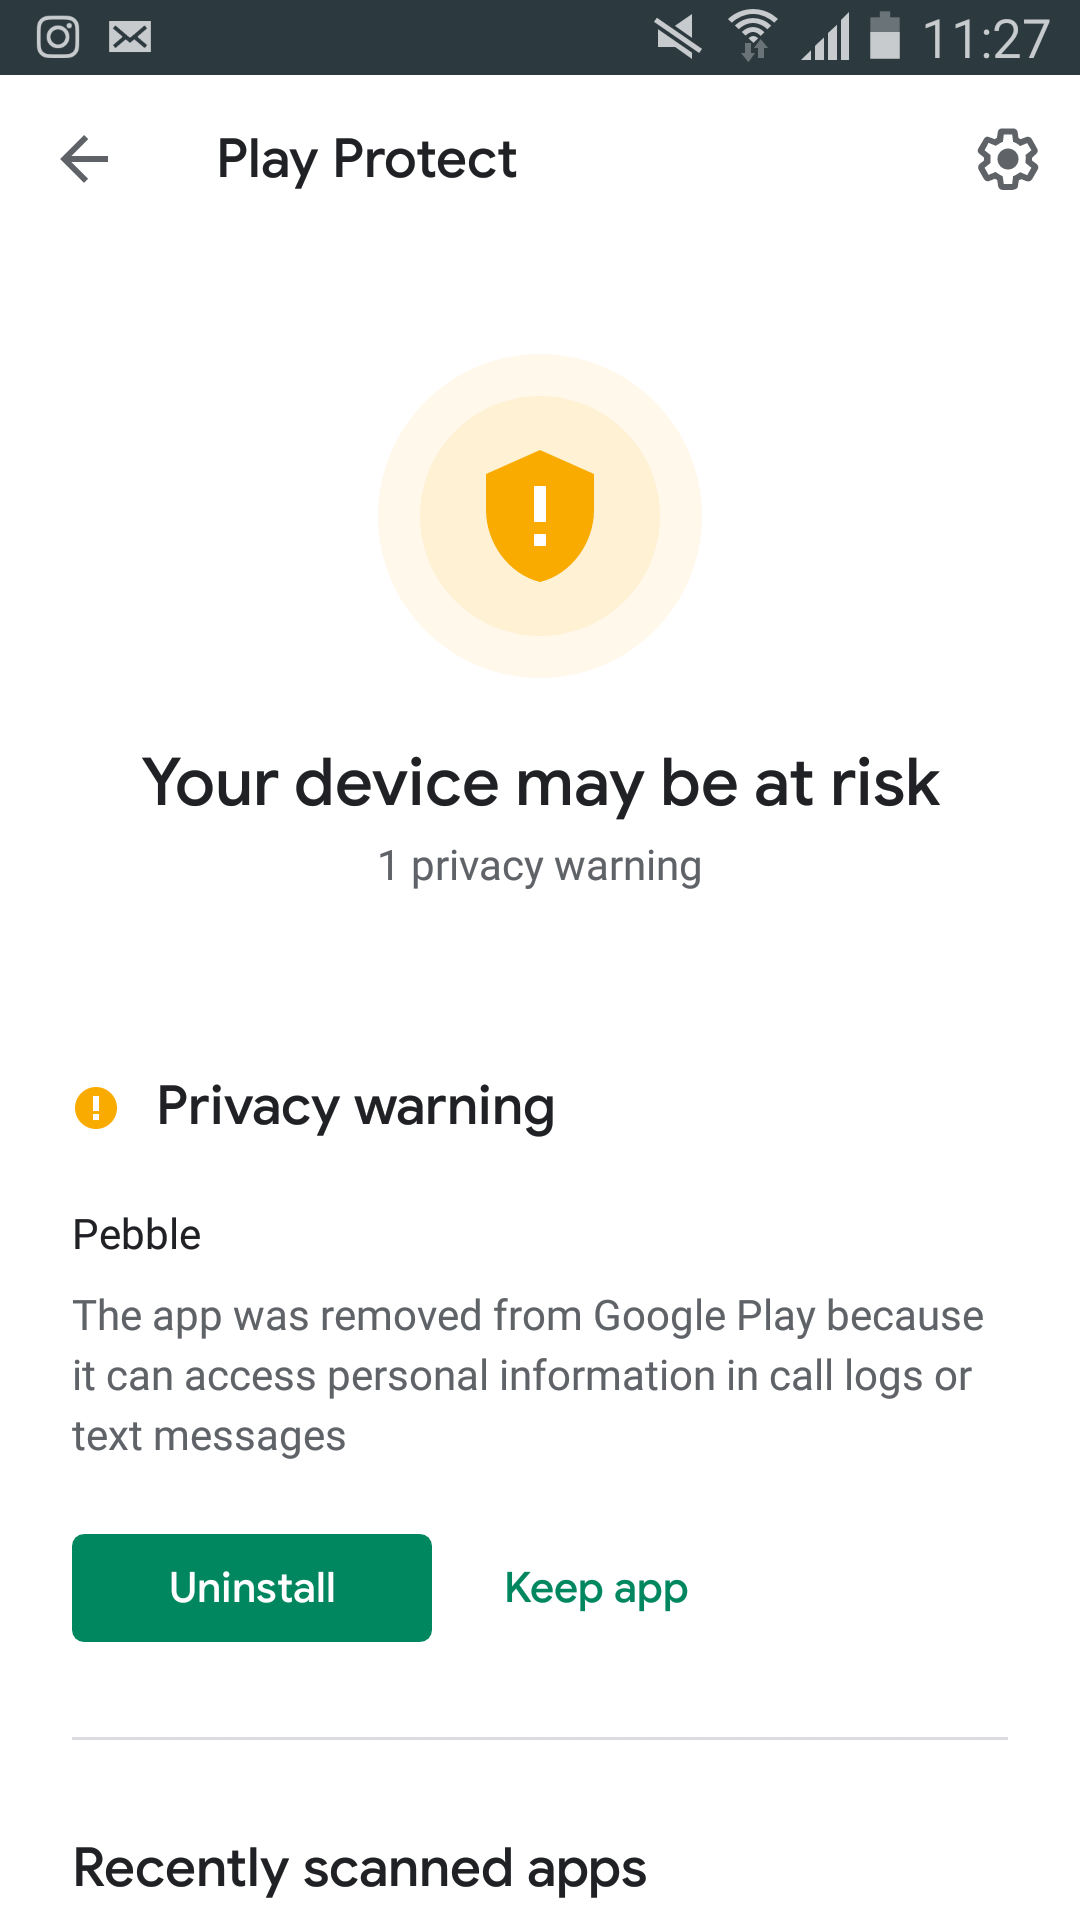 11:27
Play Protect
Your device may be at risk
1 privacy warning
Privacy warning
Pebble
The app was removed from Google Play because
it can access personal information in call logs or
text messages
Uninstall Keep app
Recently scanned apps